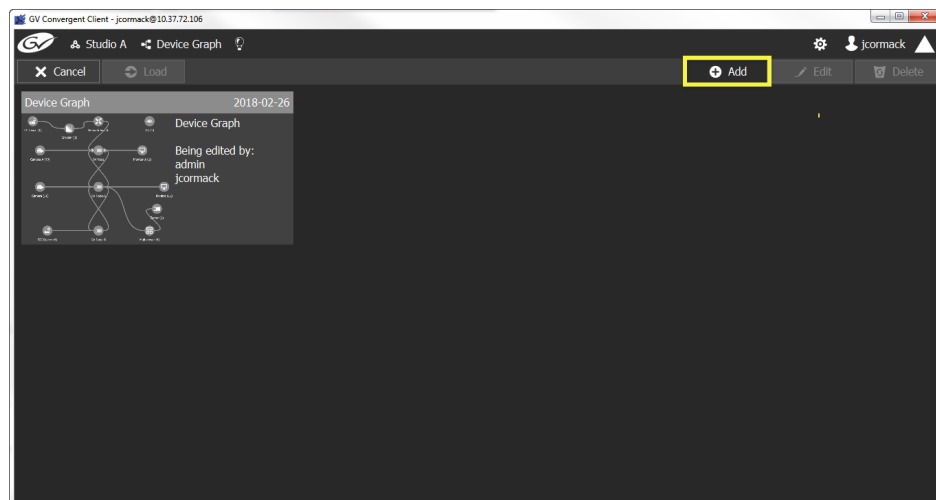 GV Convergent Client - jcormack@10.37.72.106
GV Studio A Device Graph jcormack
Cancel Load Add Edit Delete
Device Graph 2018-02-26
Device Graph
Being edited by:
admin
jcormack